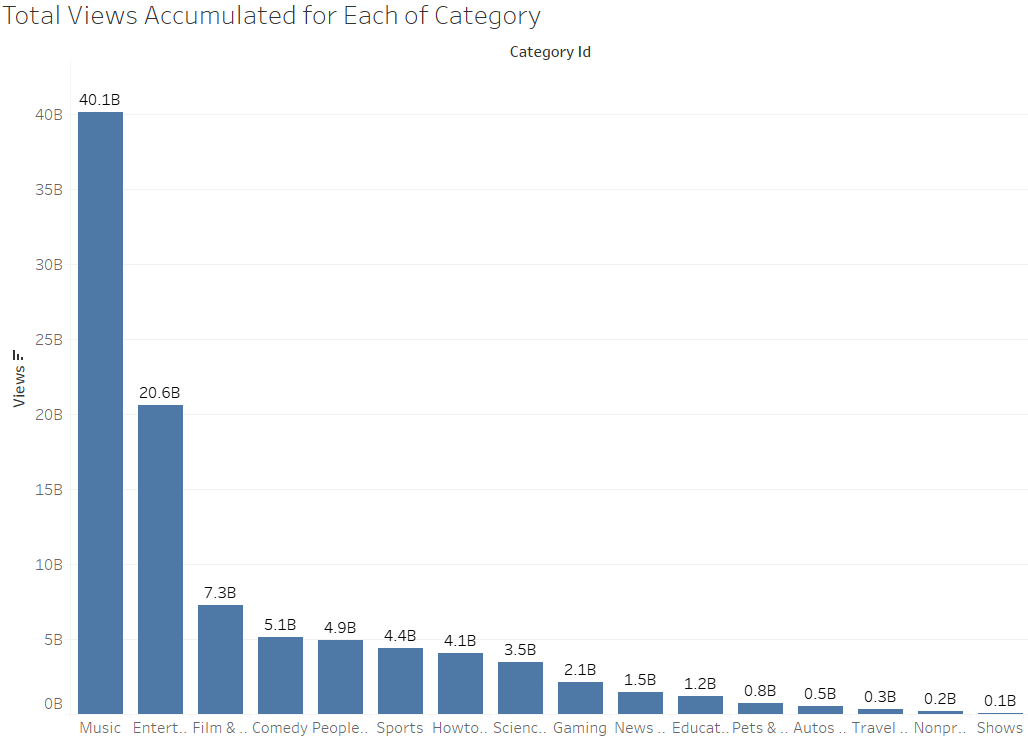 Total Views Accumulated for Each of Category
Category Id
40.1B
40B
35B
30B
25B
Views
20.6B
20B
15B
10B
7.3B
5.1B
4.9B
4.4B
4.1B
3.5B
5B
2.1B
1.5B
1.2B
0.8B
0.5B
0.3B
0.2B
0.1B
0B
Music Entert.. Film & .. Comedy People.. Sports Howto.. Scienc.. Gaming News .. Educat.. Pets & .. Autos .. Travel .. Nonpr.. Shows